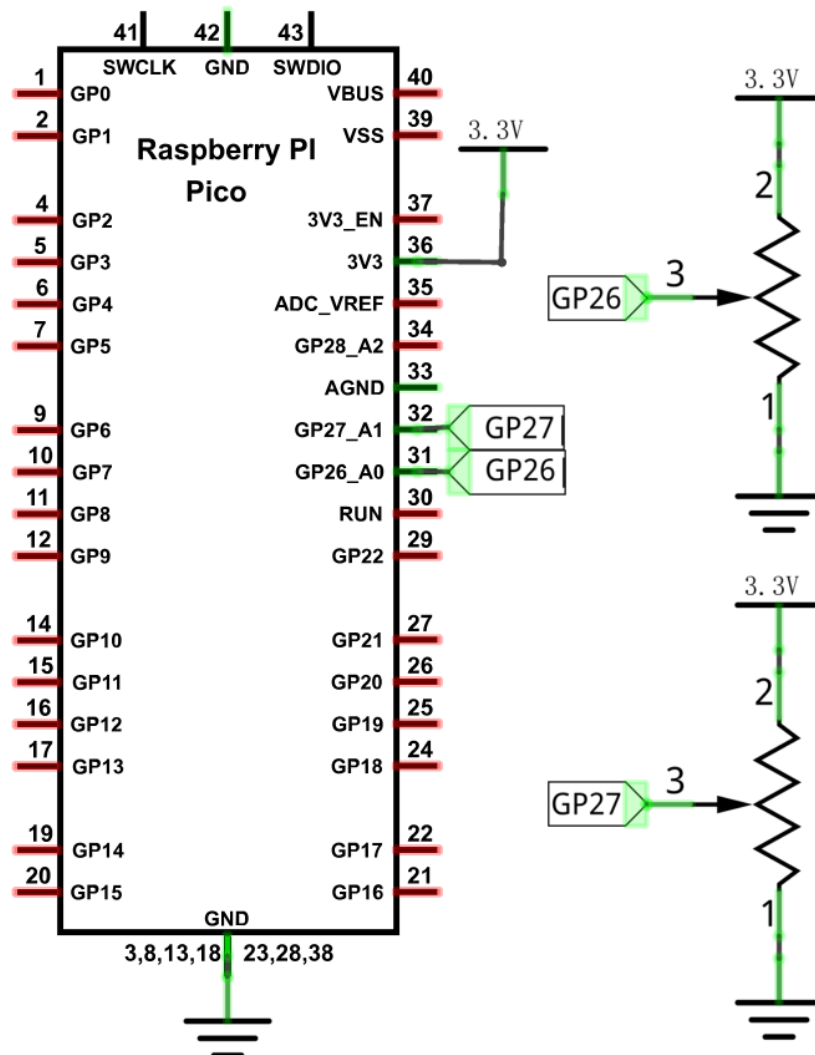 41 42 43
SWCLK GND SWDIO
Raspberry PI
Pico
1 GP0
2 GP1
4 GP2
5 GP3
6 GP4
7 GP5
9 GP6
10 GP7
11 GP8
12 GP9
14 GP10
15 GP11
16 GP12
17 GP13
19 GP14
20 GP15
VBUS 40
VSS 39
3V3_EN 37
3V3 36
ADC_VREF 35
GP28_A2 34
AGND 33
GP27_A1 32
GP26_A0 31
RUN 30
GP22 29
GP21 27
GP20 26
GP19 25
GP18 24
GP17 22
GP16 21
GND
3,8,13,18 23,28,38
3.3V
GP27
GP26
3.3V
2
GP26 3
1
3.3V
2
GP27 3
1